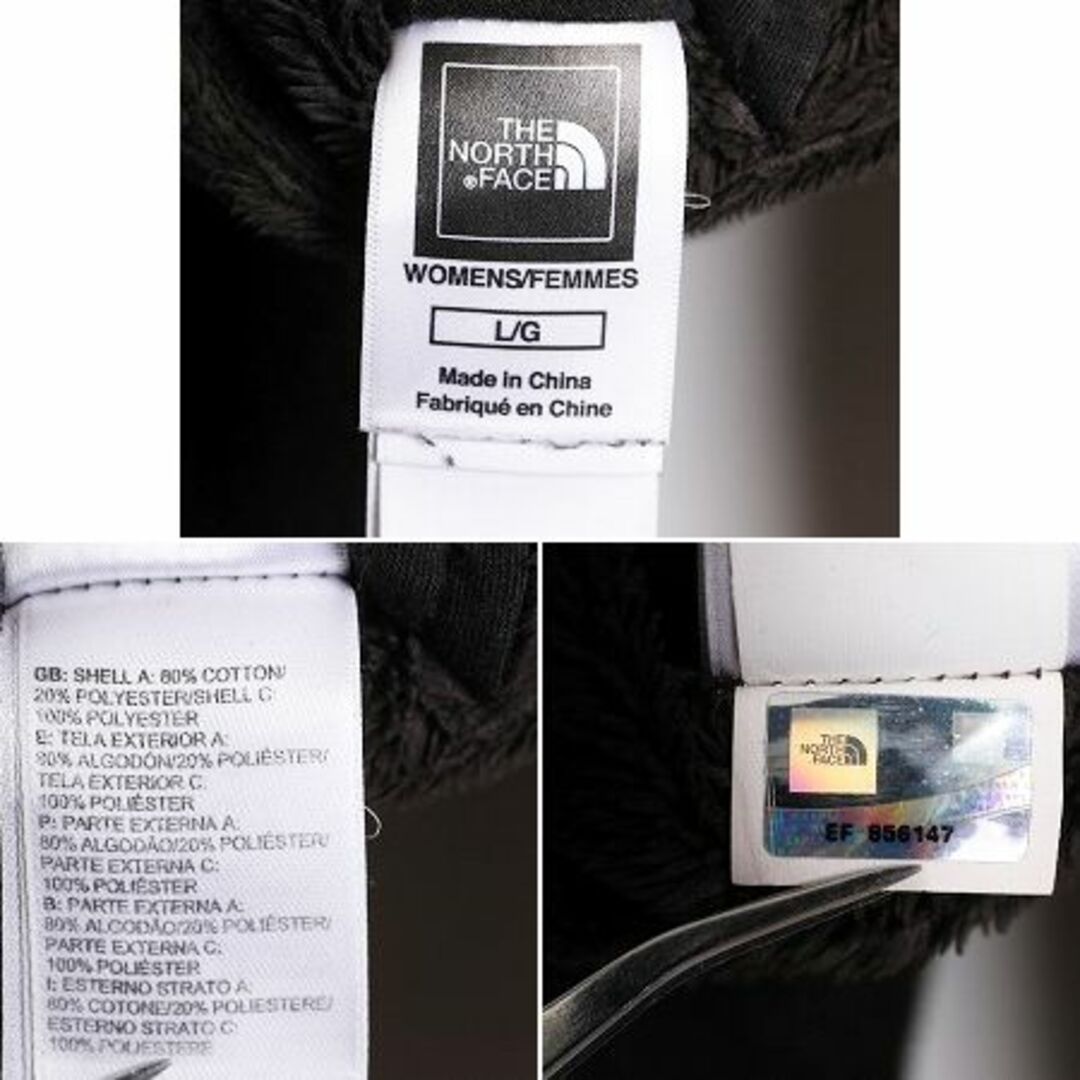 THE
NORTH
®FACE
WOMENS/FEMMES
L/G
Made in China
Fabriqué en Chine
GB: SHELL A: 80% COTTON/
20% POLYESTER/SHELL C:
100% POLYESTER
E: TELA EXTERIOR A:
80% ALGODÓN/20% POLIÉSTER/
TELA EXTERIOR C:
100% POLIÉSTER
P: PARTE EXTERNA A:
80% ALGODÃO/20% POLIÉSTER/
PARTE EXTERNA C:
100% POLIÉSTER
B: PARTE EXTERNA A:
80% ALGODÃO/20% POLIÉSTER/
PARTE EXTERNA C:
100% POLIÉSTER
I: ESTERNO STRATO A:
80% COTONE/20% POLIESTERE/
ESTERNO STRATO C:
100% POLIESTERE
THE
NORTH
FACE
EF 856147